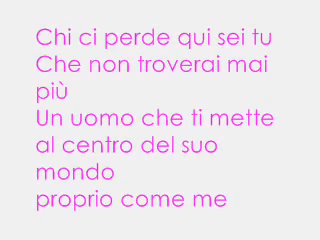 Chi ci perde qui sei tu
Che non troverai mai
più
Un uomo che ti mette
al centro del suo
mondo
proprio come me